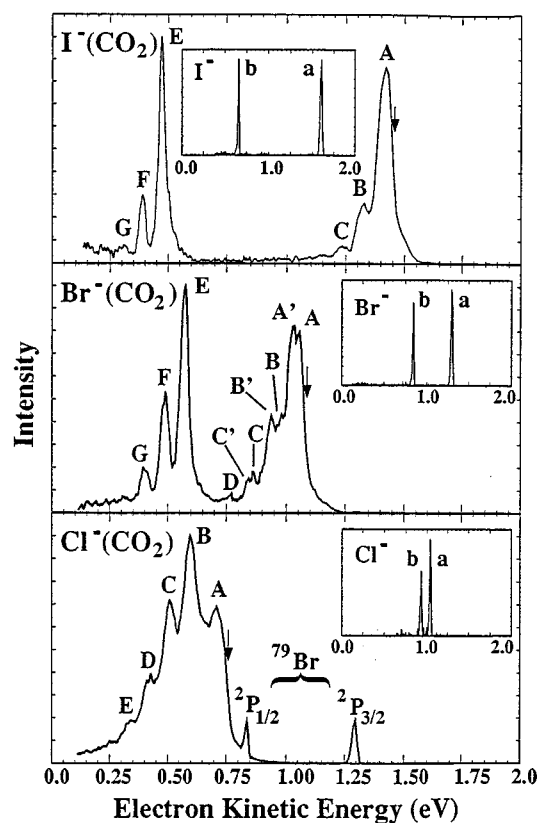 I⁻(CO₂)
E
A
I⁻
b
a
0.0
1.0
2.0
F
B
G
C
Br⁻(CO₂)
E
A'
A
Br⁻
b
a
0.0
1.0
2.0
F
B
B'
G
C'
C
D
Intensity
Cl⁻(CO₂)
B
C
A
Cl⁻
b
a
0.0
1.0
2.0
D
E
⁷⁹Br
²P₁/₂
²P₃/₂
0.0
0.25
0.50
0.75
1.00
1.25
1.50
1.75
2.0
Electron Kinetic Energy (eV)